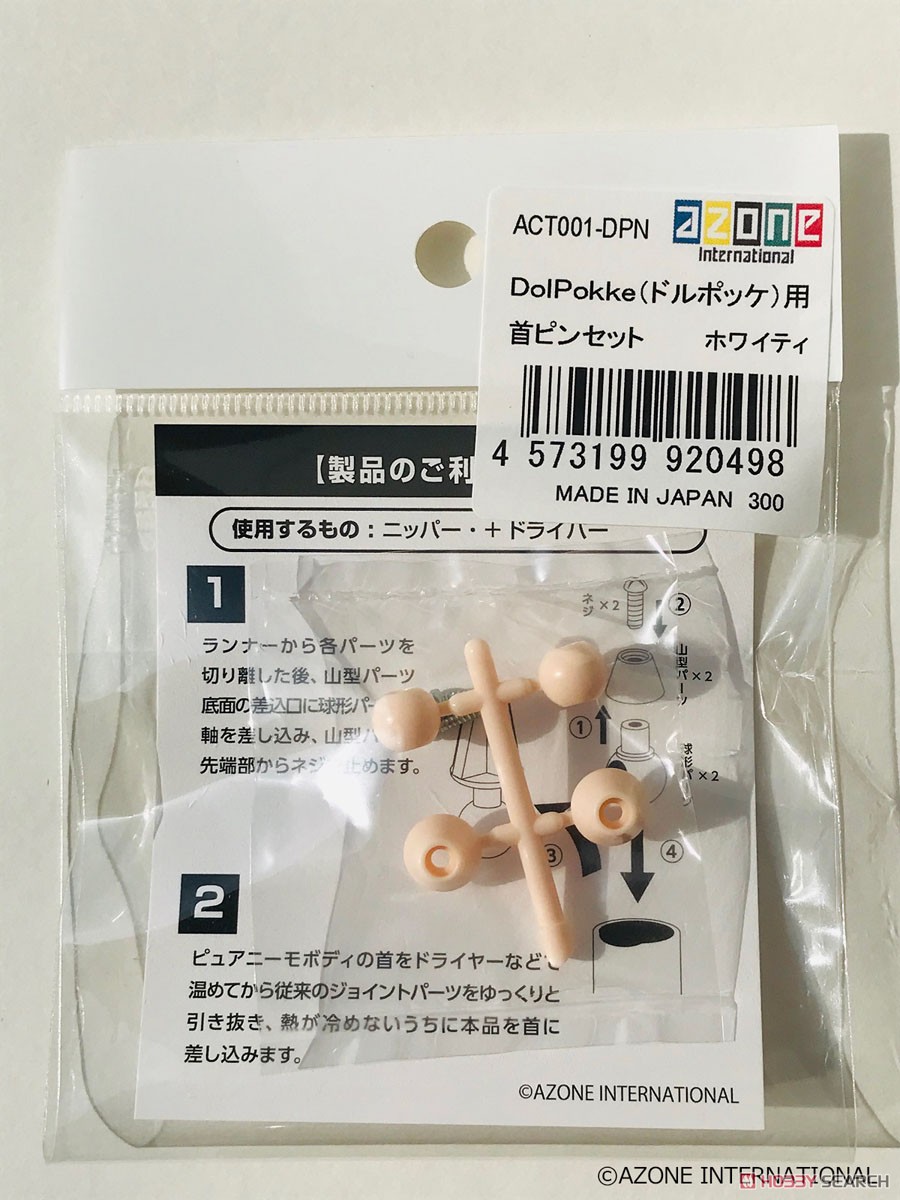 ACT001-DPN
azone
International
DolPokke(ドルポッケ)用
首ピンセット ホワイティ
4 573199 920498
MADE IN JAPAN 300
【製品のご利
使用するもの:ニッパー・+ドライバー
1
ランナーから各パーツを
切り離した後、山型パーツ
底面の差込口に球形パー
軸を差し込み、山型パ
先端部からネジ 止めます。
ネジ×2
②
山型パーツ×2
①
球形パ ×2
③
④
2
ピュアニーモボディの首をドライヤーなどで
温めてから従来のジョイントパーツをゆっくりと
引き抜き、熱が冷めないうちに本品を首に
差し込みます。
©AZONE INTERNATIONAL
©AZONE INTERNATIONAL
HOBBY SEARCH